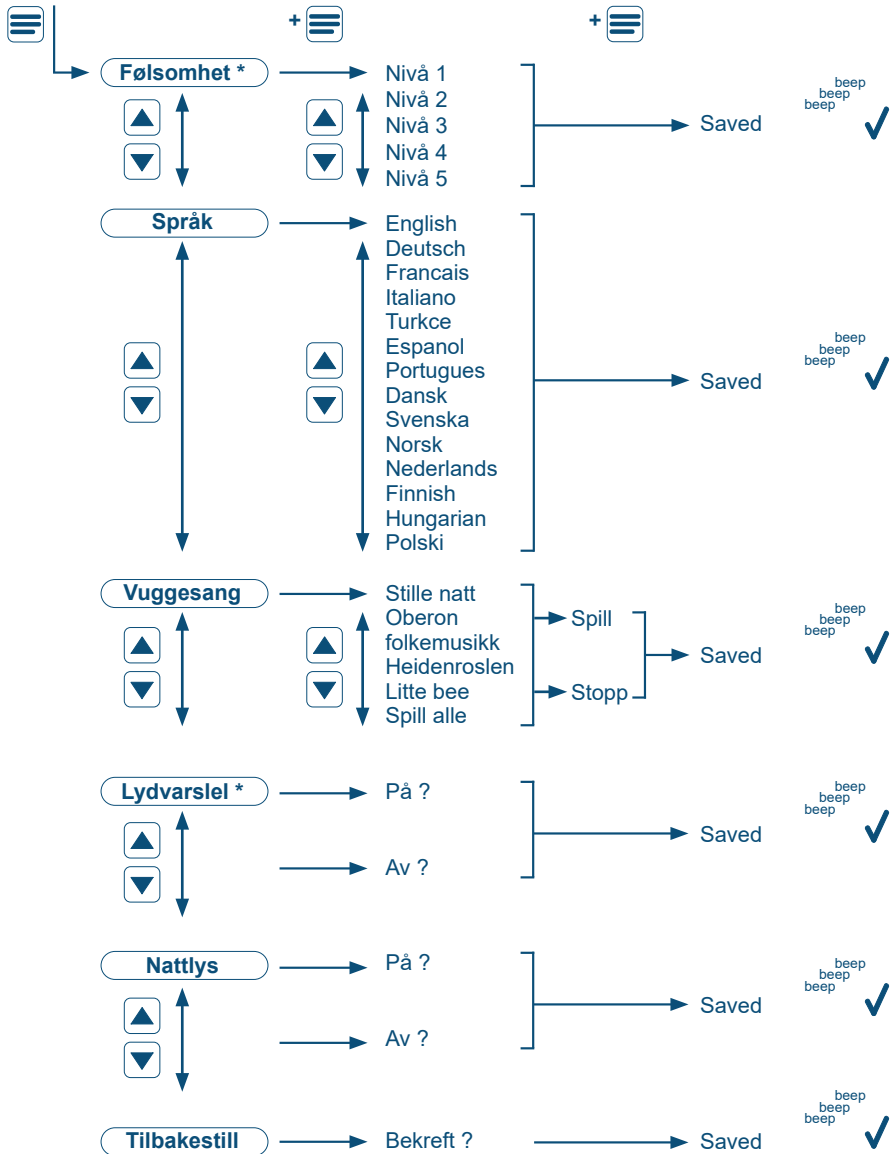 + +
Følsomhet * Nivå 1
Nivå 2
Nivå 3
Nivå 4
Nivå 5
Saved beep beep beep
Språk English
Deutsch
Francais
Italiano
Turkce
Espanol
Portugues
Dansk
Svenska
Norsk
Nederlands
Finnish
Hungarian
Polski
Saved beep beep beep
Vuggesang Stille natt
Oberon
folkemusikk
Heidenroslen
Litte bee
Spill alle
Spill
Stopp
Saved beep beep beep
Lydvarslel * På ?
Av ?
Saved beep beep beep
Nattlys På ?
Av ?
Saved beep beep beep
Tilbakestill Bekreft ? Saved beep beep beep